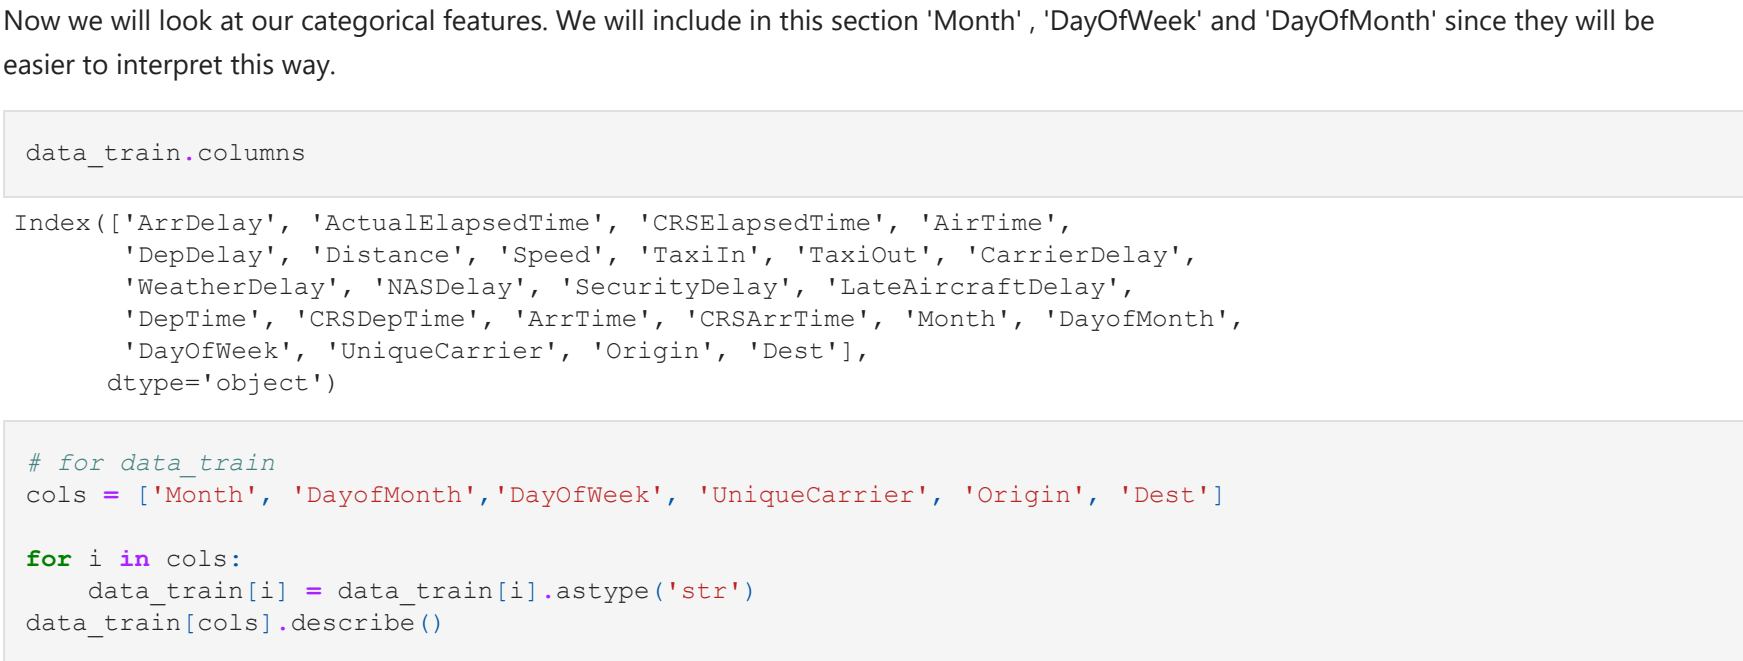 Now we will look at our categorical features. We will include in this section 'Month' , 'DayOfWeek' and 'DayOfMonth' since they will be
easier to interpret this way.
data_train.columns
Index(['ArrDelay', 'ActualElapsedTime', 'CRSElapsedTime', 'AirTime',
       'DepDelay', 'Distance', 'Speed', 'TaxiIn', 'TaxiOut', 'CarrierDelay',
       'WeatherDelay', 'NASDelay', 'SecurityDelay', 'LateAircraftDelay',
       'DepTime', 'CRSDepTime', 'ArrTime', 'CRSArrTime', 'Month', 'DayofMonth',
       'DayOfWeek', 'UniqueCarrier', 'Origin', 'Dest'],
      dtype='object')
# for data_train
cols = ['Month', 'DayofMonth','DayOfWeek', 'UniqueCarrier', 'Origin', 'Dest']
for i in cols:
    data_train[i] = data_train[i].astype('str')
data_train[cols].describe()